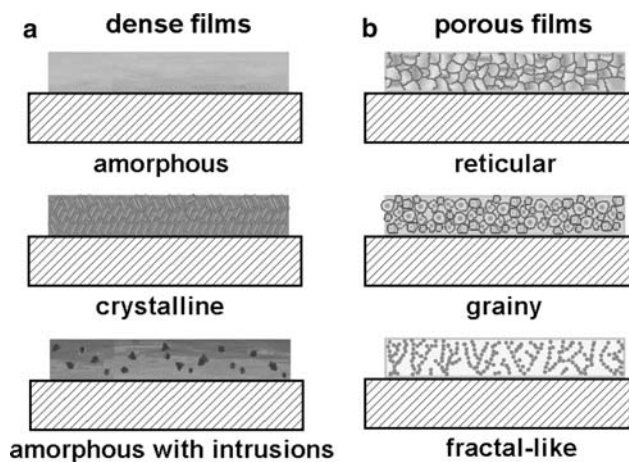 a dense films
amorphous
crystalline
amorphous with intrusions
b porous films
reticular
grainy
fractal-like